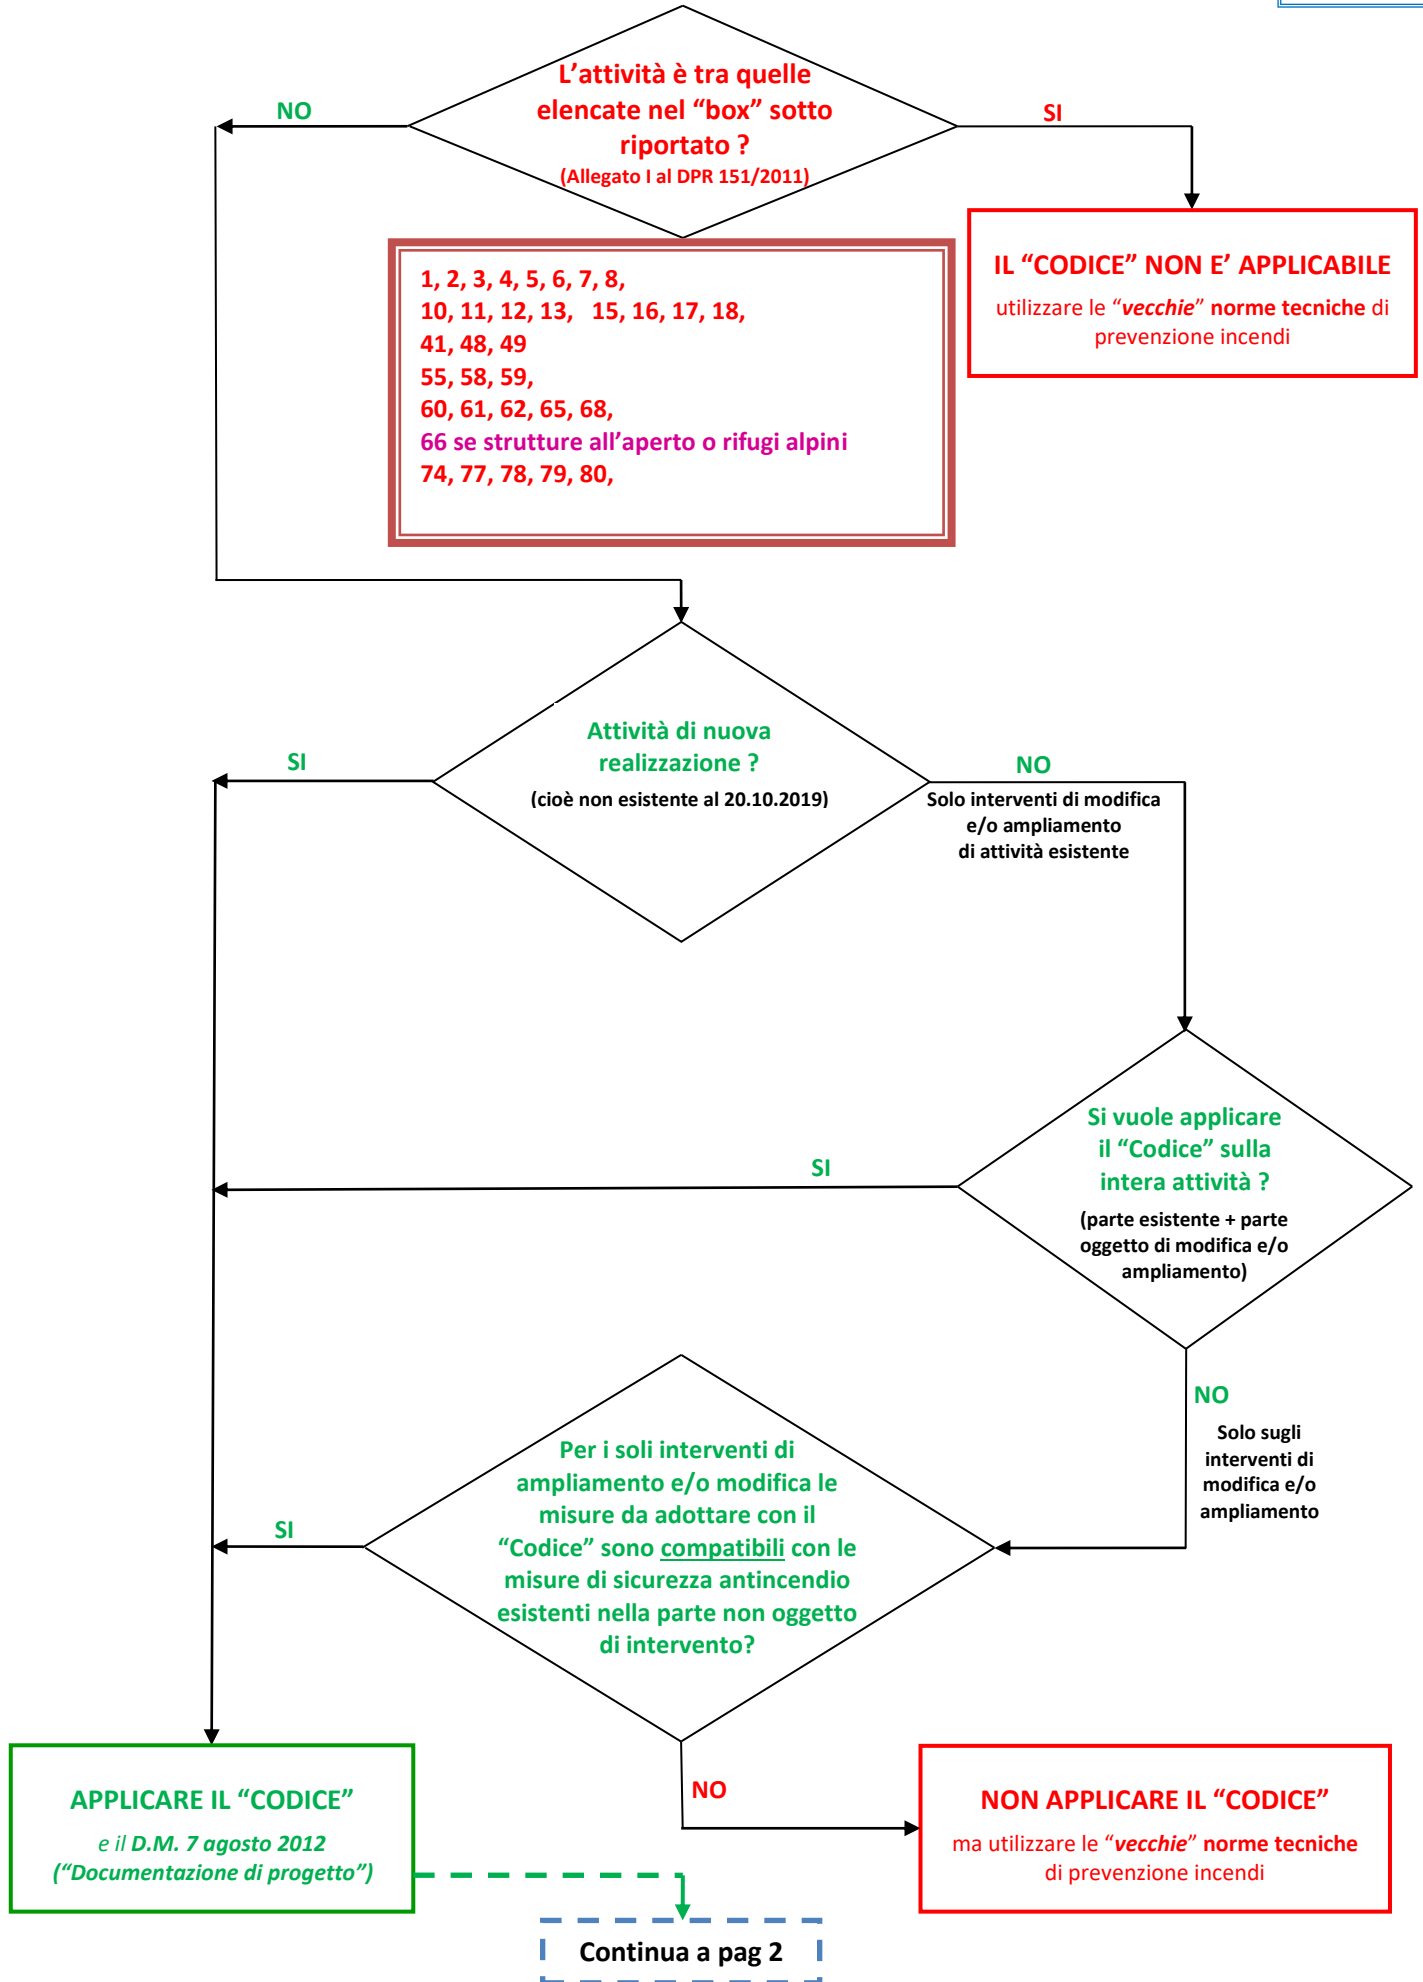 L’attività è tra quelle
elencate nel “box” sotto
riportato ?
(Allegato I al DPR 151/2011)
NO
SI
IL “CODICE” NON E’ APPLICABILE
utilizzare le “vecchie” norme tecniche di
prevenzione incendi
1, 2, 3, 4, 5, 6, 7, 8,
10, 11, 12, 13, 15, 16, 17, 18,
41, 48, 49
55, 58, 59,
60, 61, 62, 65, 68,
66 se strutture all’aperto o rifugi alpini
74, 77, 78, 79, 80,
Attività di nuova
realizzazione ?
(cioè non esistente al 20.10.2019)
SI
NO
Solo interventi di modifica
e/o ampliamento
di attività esistente
Si vuole applicare
il “Codice” sulla
intera attività ?
(parte esistente + parte
oggetto di modifica e/o
ampliamento)
SI
NO
Solo sugli
interventi di
modifica e/o
ampliamento
Per i soli interventi di
ampliamento e/o modifica le
misure da adottare con il
“Codice” sono compatibili con le
misure di sicurezza antincendio
esistenti nella parte non oggetto
di intervento?
SI
NO
APPLICARE IL “CODICE”
e il D.M. 7 agosto 2012
(“Documentazione di progetto”)
NON APPLICARE IL “CODICE”
ma utilizzare le “vecchie” norme tecniche
di prevenzione incendi
Continua a pag 2